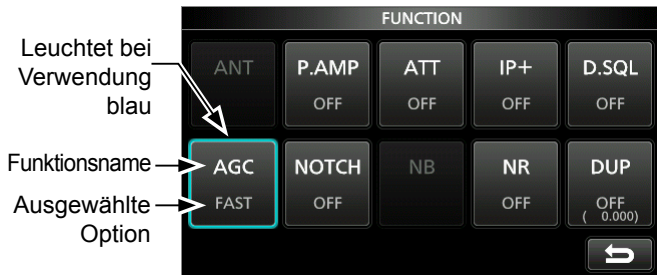 FUNCTION
Leuchtet bei
Verwendung
blau
ANT P.AMP ATT IP+ D.SQL
OFF OFF OFF OFF
Funktionsname
AGC NOTCH NB NR DUP
Ausgewählte
Option
FAST OFF OFF OFF
( 0.000)